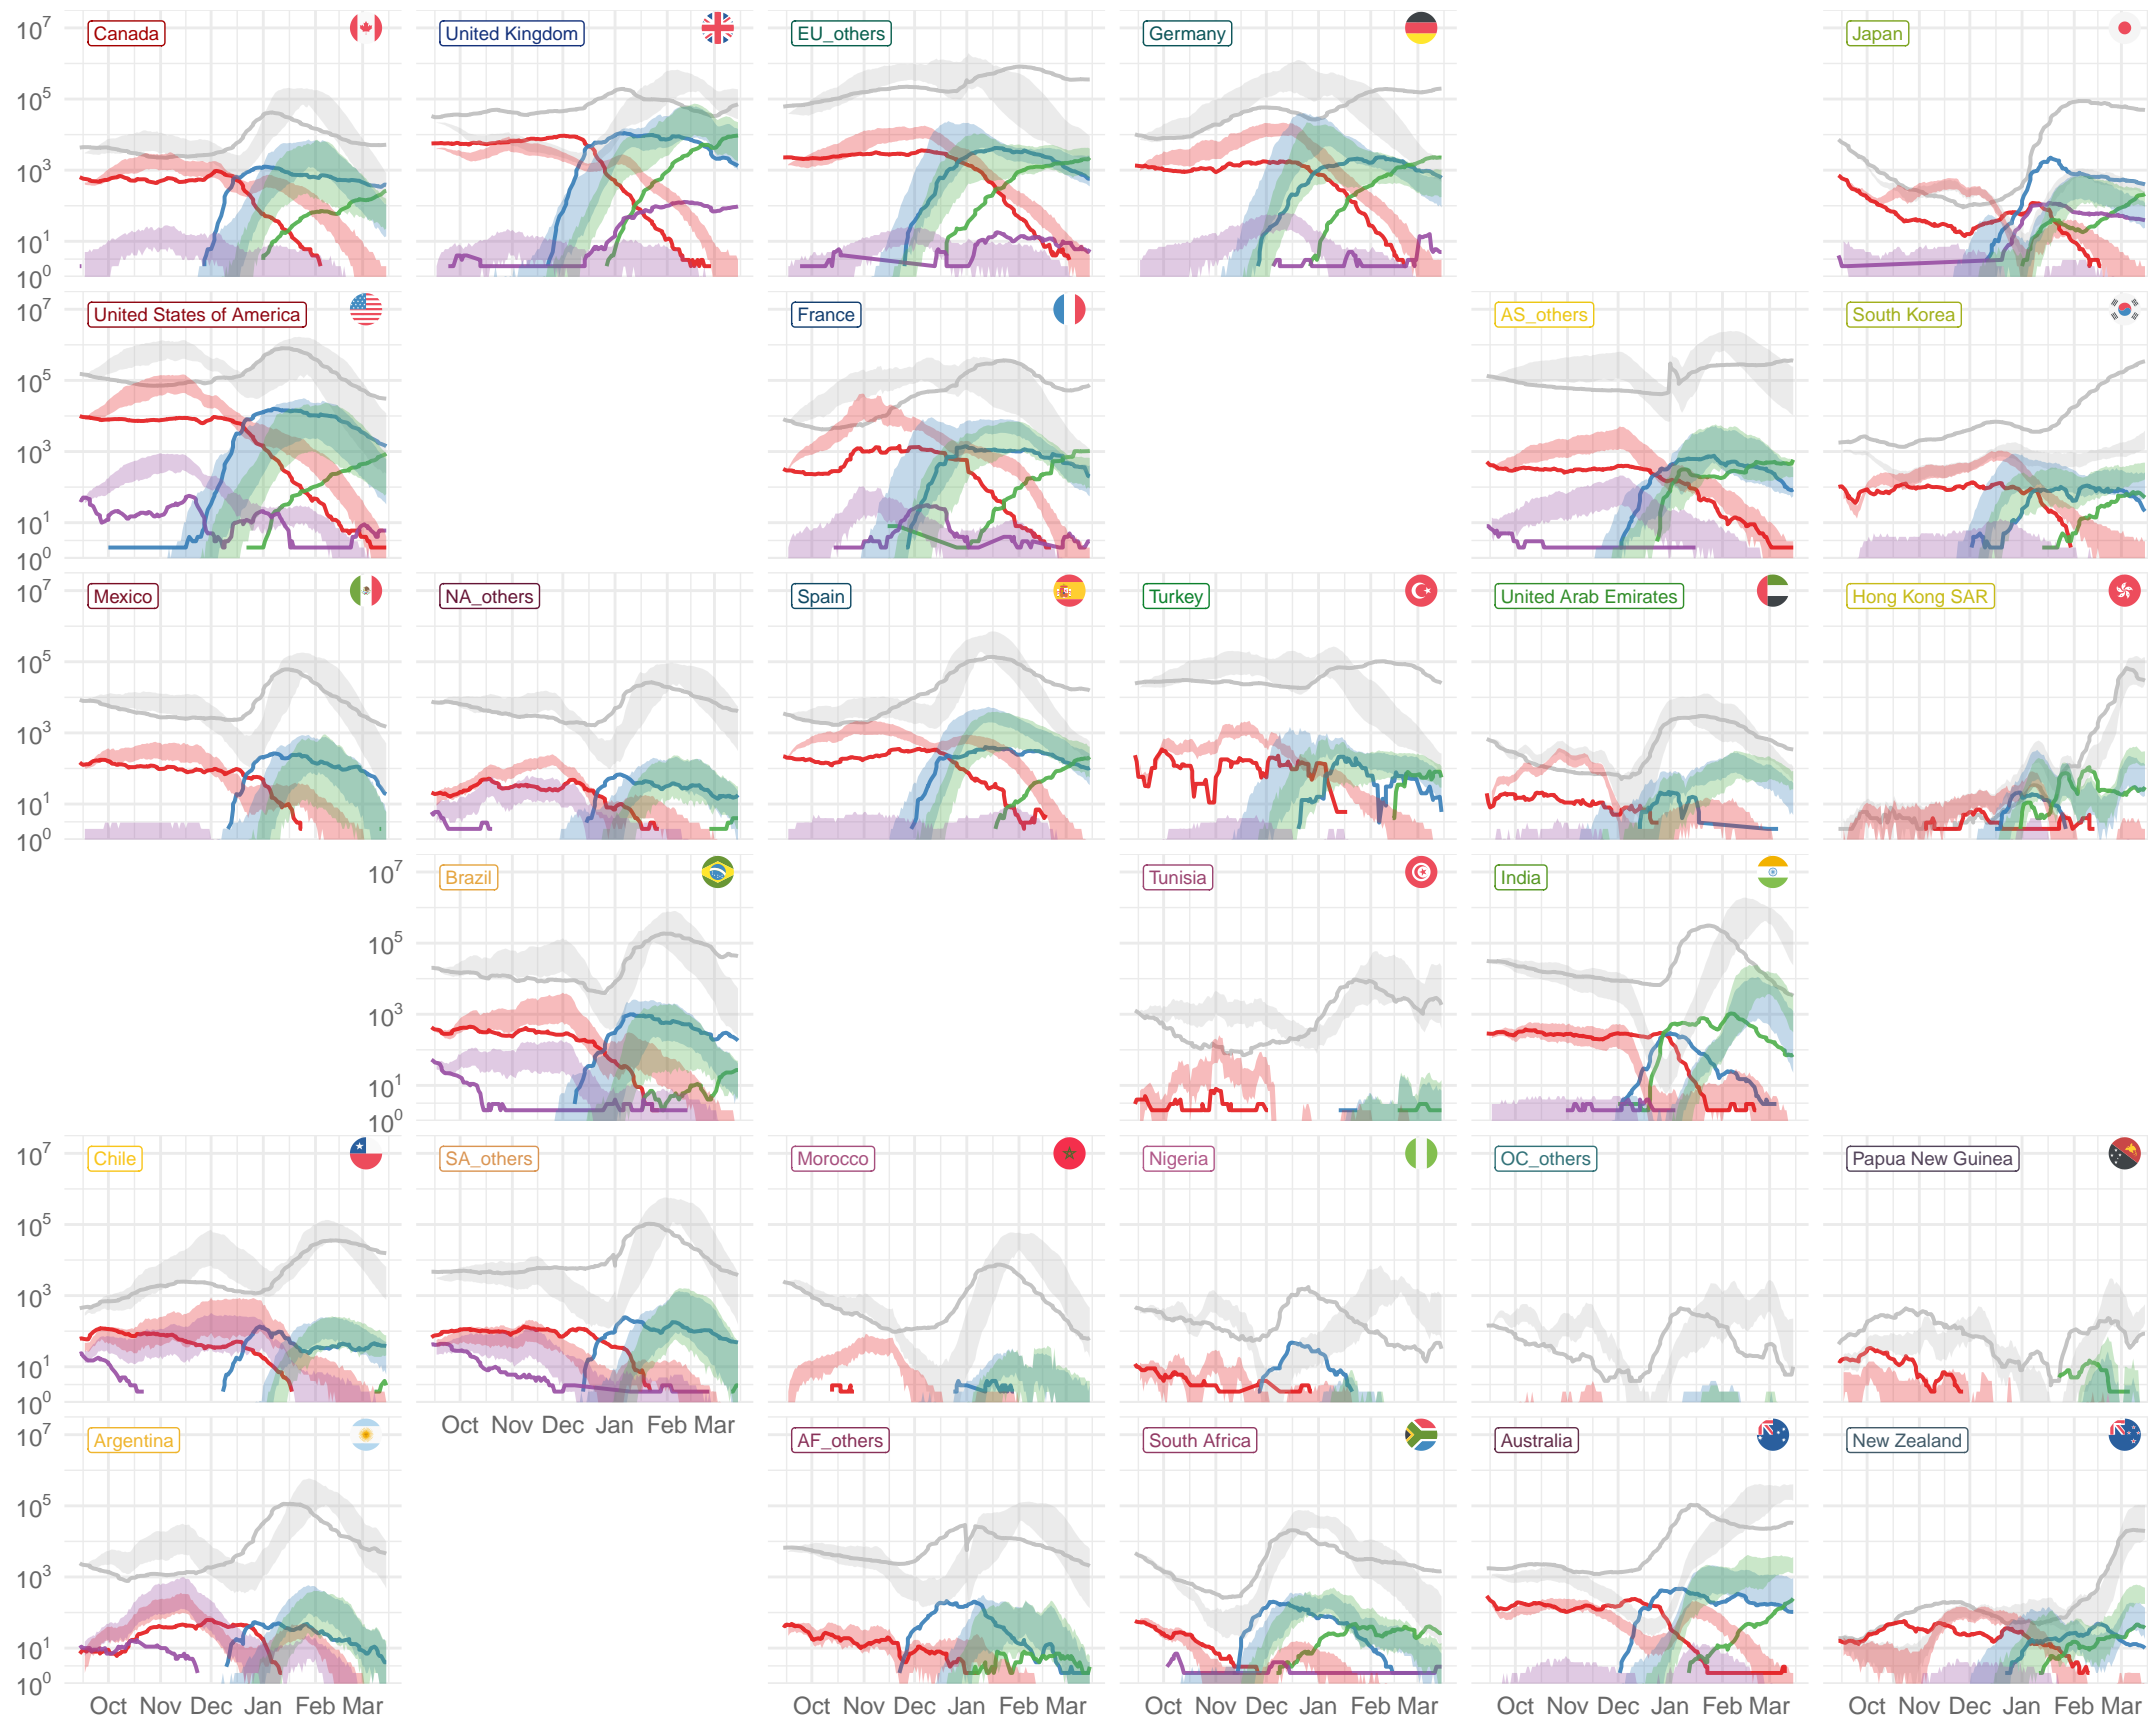 Canada
United Kingdom
EU_others
Germany
Japan
10^7
10^5
10^3
10^1
10^0
United States of America
France
AS_others
South Korea
10^7
10^5
10^3
10^1
10^0
Mexico
NA_others
Spain
Turkey
United Arab Emirates
Hong Kong SAR
10^7
10^5
10^3
10^1
10^0
Brazil
Tunisia
India
10^7
10^5
10^3
10^1
10^0
Chile
SA_others
Morocco
Nigeria
OC_others
Papua New Guinea
10^7
10^5
10^3
10^1
10^0
Oct Nov Dec Jan Feb Mar
Argentina
AF_others
South Africa
Australia
New Zealand
10^7
10^5
10^3
10^1
10^0
Oct Nov Dec Jan Feb Mar
Oct Nov Dec Jan Feb Mar
Oct Nov Dec Jan Feb Mar
Oct Nov Dec Jan Feb Mar
Oct Nov Dec Jan Feb Mar